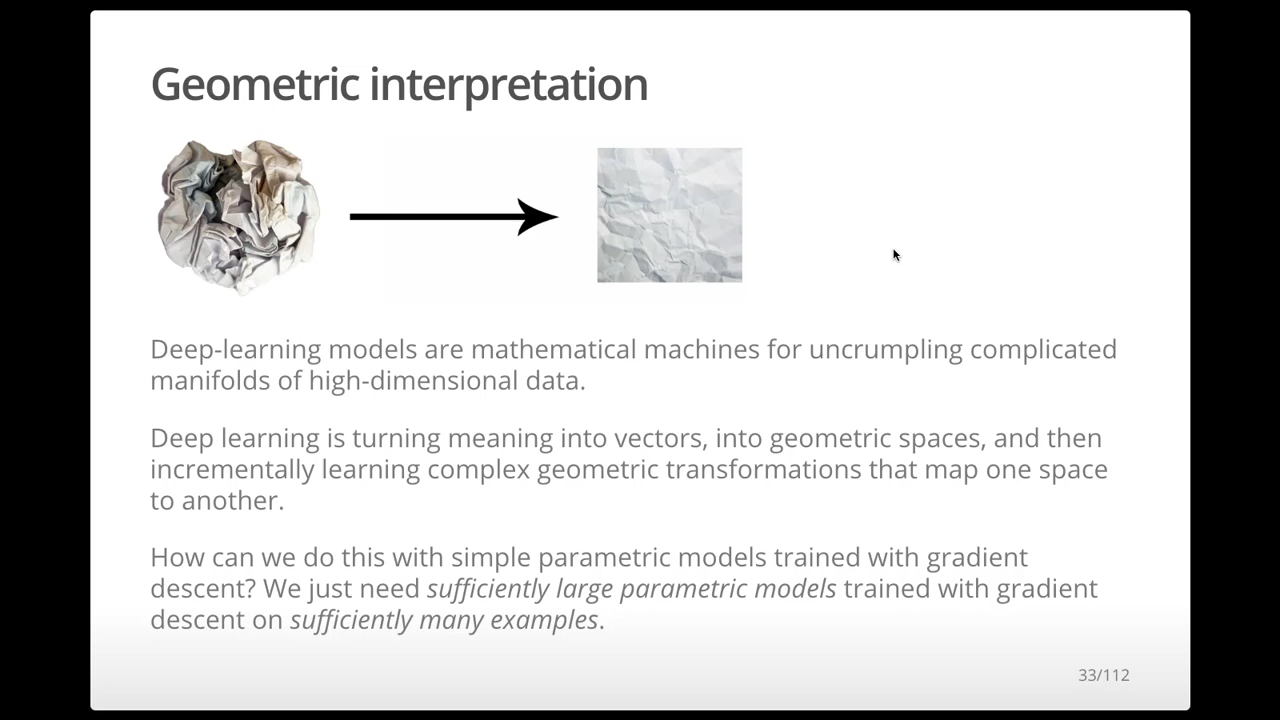 Geometric interpretation
Deep-learning models are mathematical machines for uncrumpling complicated
manifolds of high-dimensional data.
Deep learning is turning meaning into vectors, into geometric spaces, and then
incrementally learning complex geometric transformations that map one space
to another.
How can we do this with simple parametric models trained with gradient
descent? We just need sufficiently large parametric models trained with gradient
descent on sufficiently many examples.
33/112